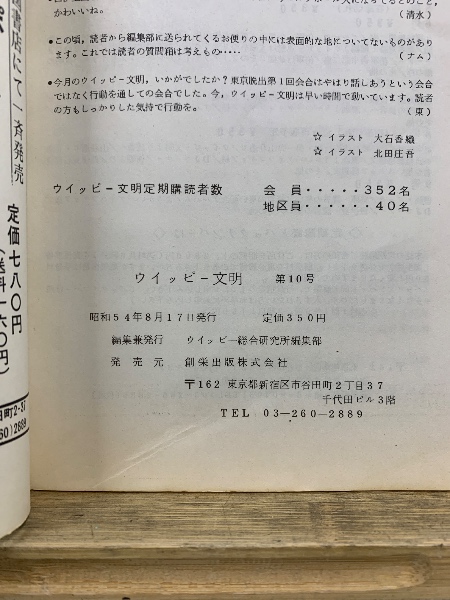 かわいいね。
（清水）
•この頃，読者から編集部に送られてくるお便りの中には表面的な地についてないものがあり
ます。これでは読者の質問箱は考えもの‥‥‥
（ナム）
•今月のウイッピー文明，いかがでしたか？東京脱出第１回会合はやはり話しあうという会合
ではなく行動を通しての会合でした。今，ウイッピー文明は早い時間で動いています。読者
の方もしっかりした気持で行動を。
（東）
☆イラスト 大石香織
☆イラスト 北田庄吾
ウイッピー文明定期購読者数 会員・・・・・３５２名
地区員・・・・・４０名
ウイッピー文明 第１０号
昭和５４年８月１７日発行 定価３５０円
編集兼発行 ウイッピー総合研究所編集部
発売元 創栄出版株式会社
〒１６２ 東京都新宿区市谷田町２丁目３７
千代田ビル３階
ＴＥＬ ０３－２６０－２８８９
書店にて一斉発売
定価七八〇円
（送料一六〇円）
田町2-37
60）2889